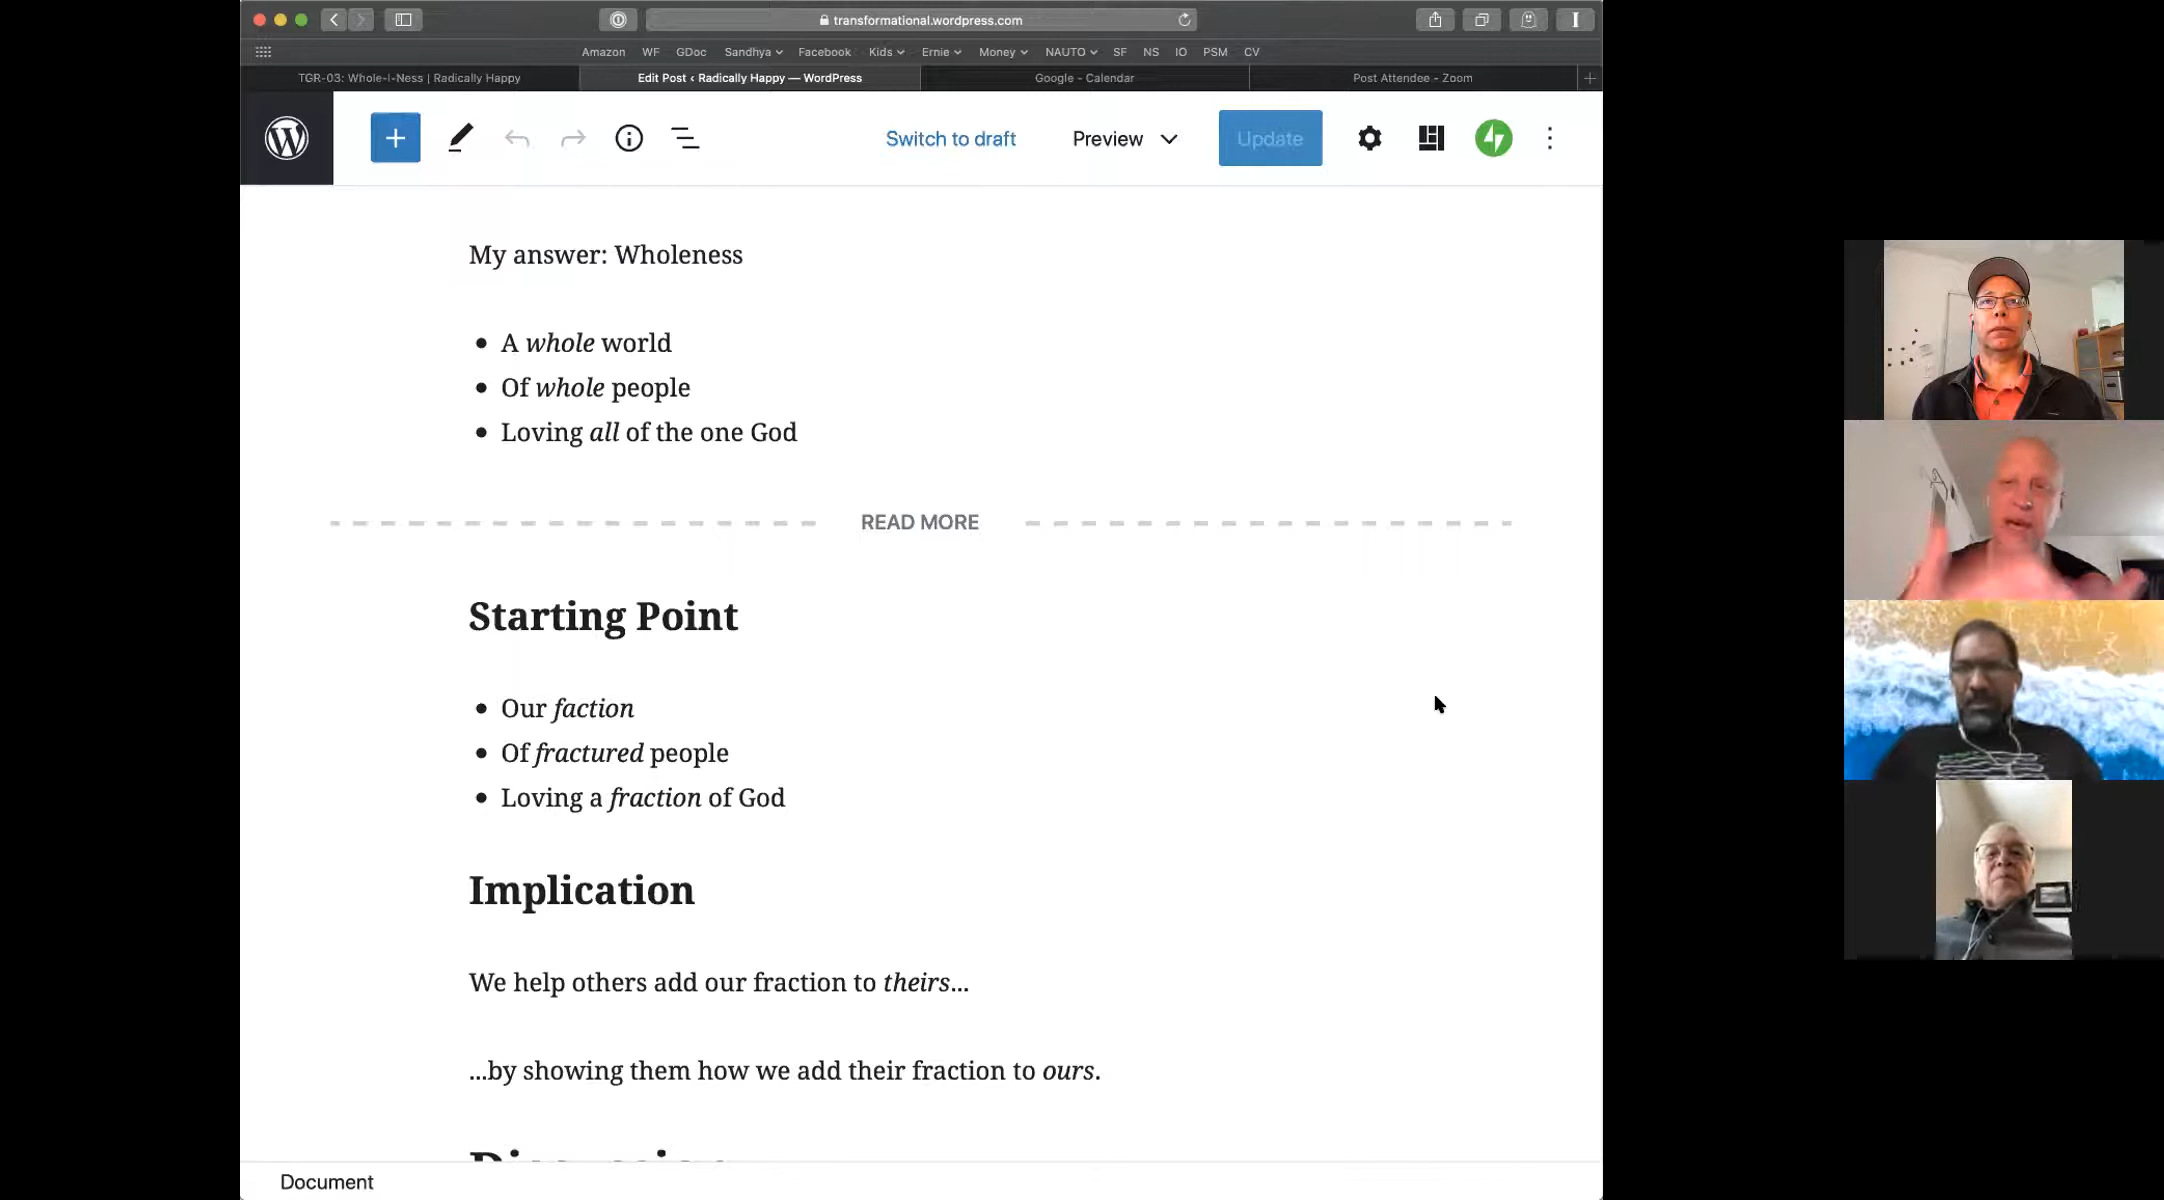 transformational.wordpress.com
Amazon WF GDoc Sandhya Facebook Kids Ernie Money NAUTO SF NS IO PSM CV
TGR-03: Whole-I-Ness | Radically Happy Edit Post ‹ Radically Happy — WordPress Google - Calendar Post Attendee - Zoom
Switch to draft Preview Update
My answer: Wholeness
• A whole world
• Of whole people
• Loving all of the one God
READ MORE
Starting Point
• Our faction
• Of fractured people
• Loving a fraction of God
Implication
We help others add our fraction to theirs...
...by showing them how we add their fraction to ours.
Document